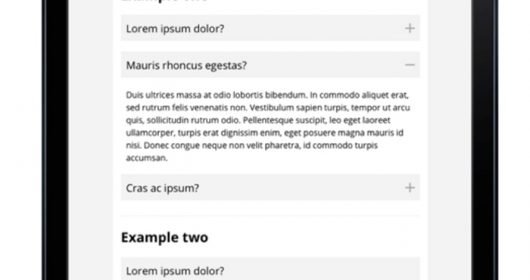 Example one
Lorem ipsum dolor?
Mauris rhoncus egestas?
Duis ultrices massa at odio lobortis bibendum. In commodo aliquet erat,
sed rutrum felis venenatis non. Vestibulum sapien turpis, tempor ut arcu
quis, sollicitudin rutrum odio. Pellentesque suscipit, leo eget laoreet
ullamcorper, turpis erat dignissim enim, eget posuere magna mauris id
nisi. Donec congue neque non velit pharetra, id commodo turpis
accumsan.
Cras ac ipsum?
Example two
Lorem ipsum dolor?